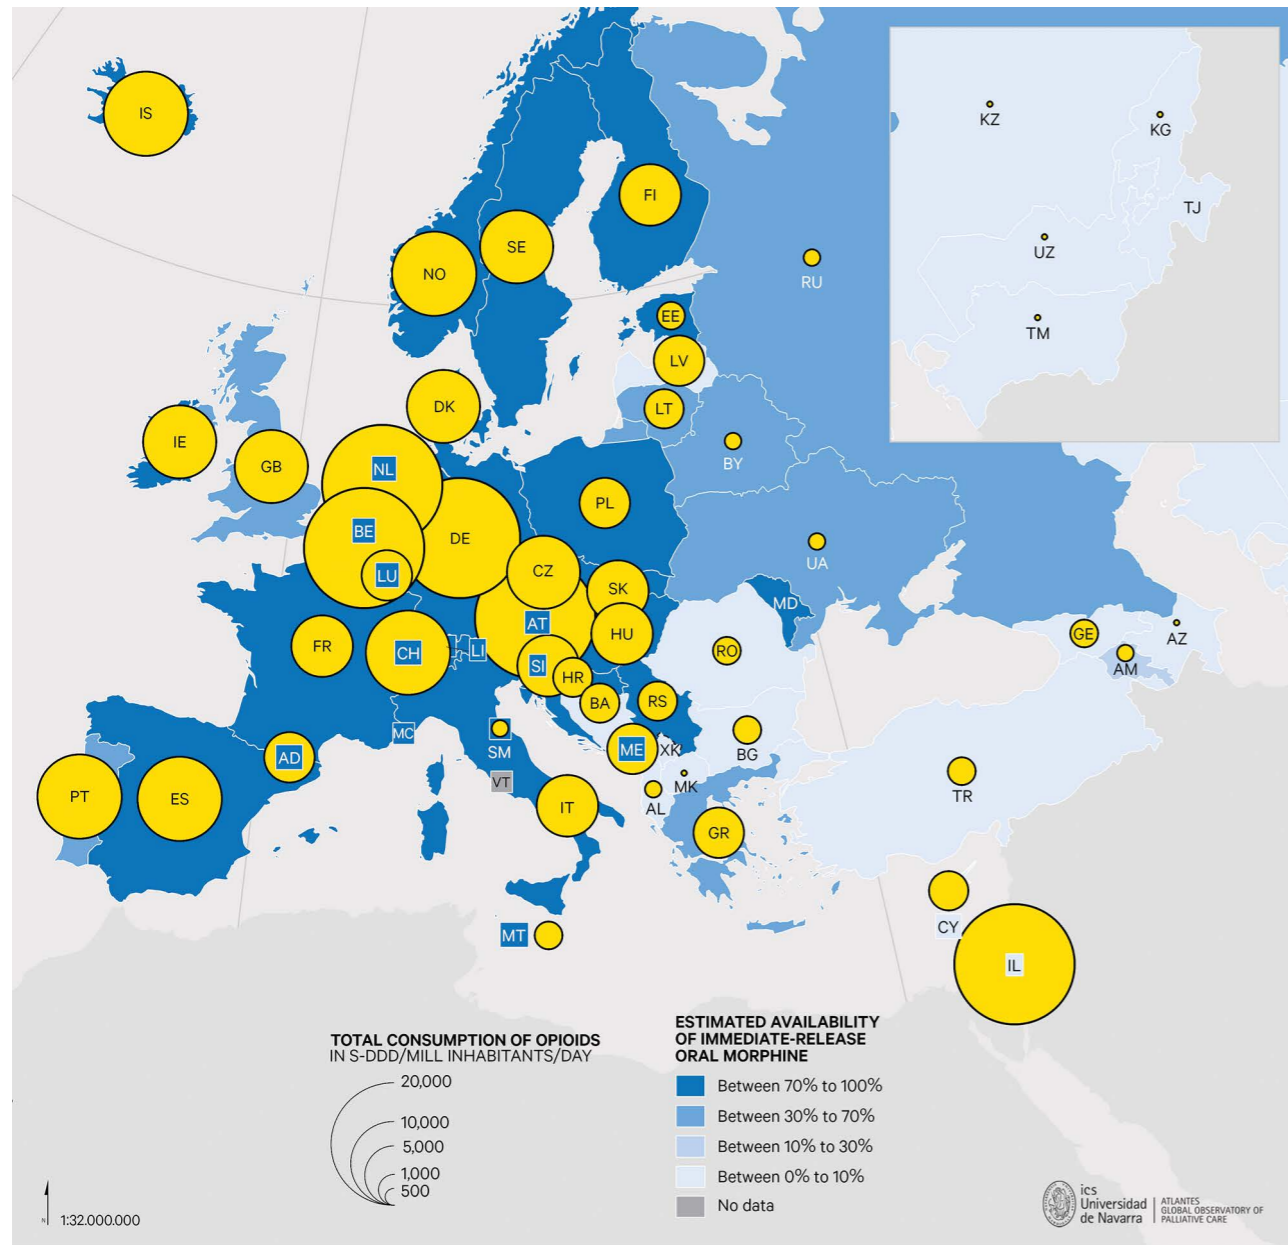 IS
KZ
KG
TJ
UZ
TM
FI
SE
NO
RU
EE
LV
LT
DK
IE
GB
NL
BY
PL
BE
DE
UA
CZ
LU
SK
MD
AT
HU
GE
AZ
FR
CH
LI
SI
RO
AM
HR
BA
RS
MC
SM
ME
XK
BG
AD
VT
MK
TR
PT
ES
IT
AL
GR
CY
MT
IL
TOTAL CONSUMPTION OF OPIOIDS
IN S-DDD/MILL INHABITANTS/DAY
20,000
10,000
5,000
1,000
500
ESTIMATED AVAILABILITY
OF IMMEDIATE-RELEASE
ORAL MORPHINE
Between 70% to 100%
Between 30% to 70%
Between 10% to 30%
Between 0% to 10%
No data
N
1:32.000.000
ics
Universidad
de Navarra
ATLANTES
GLOBAL OBSERVATORY OF
PALLIATIVE CARE